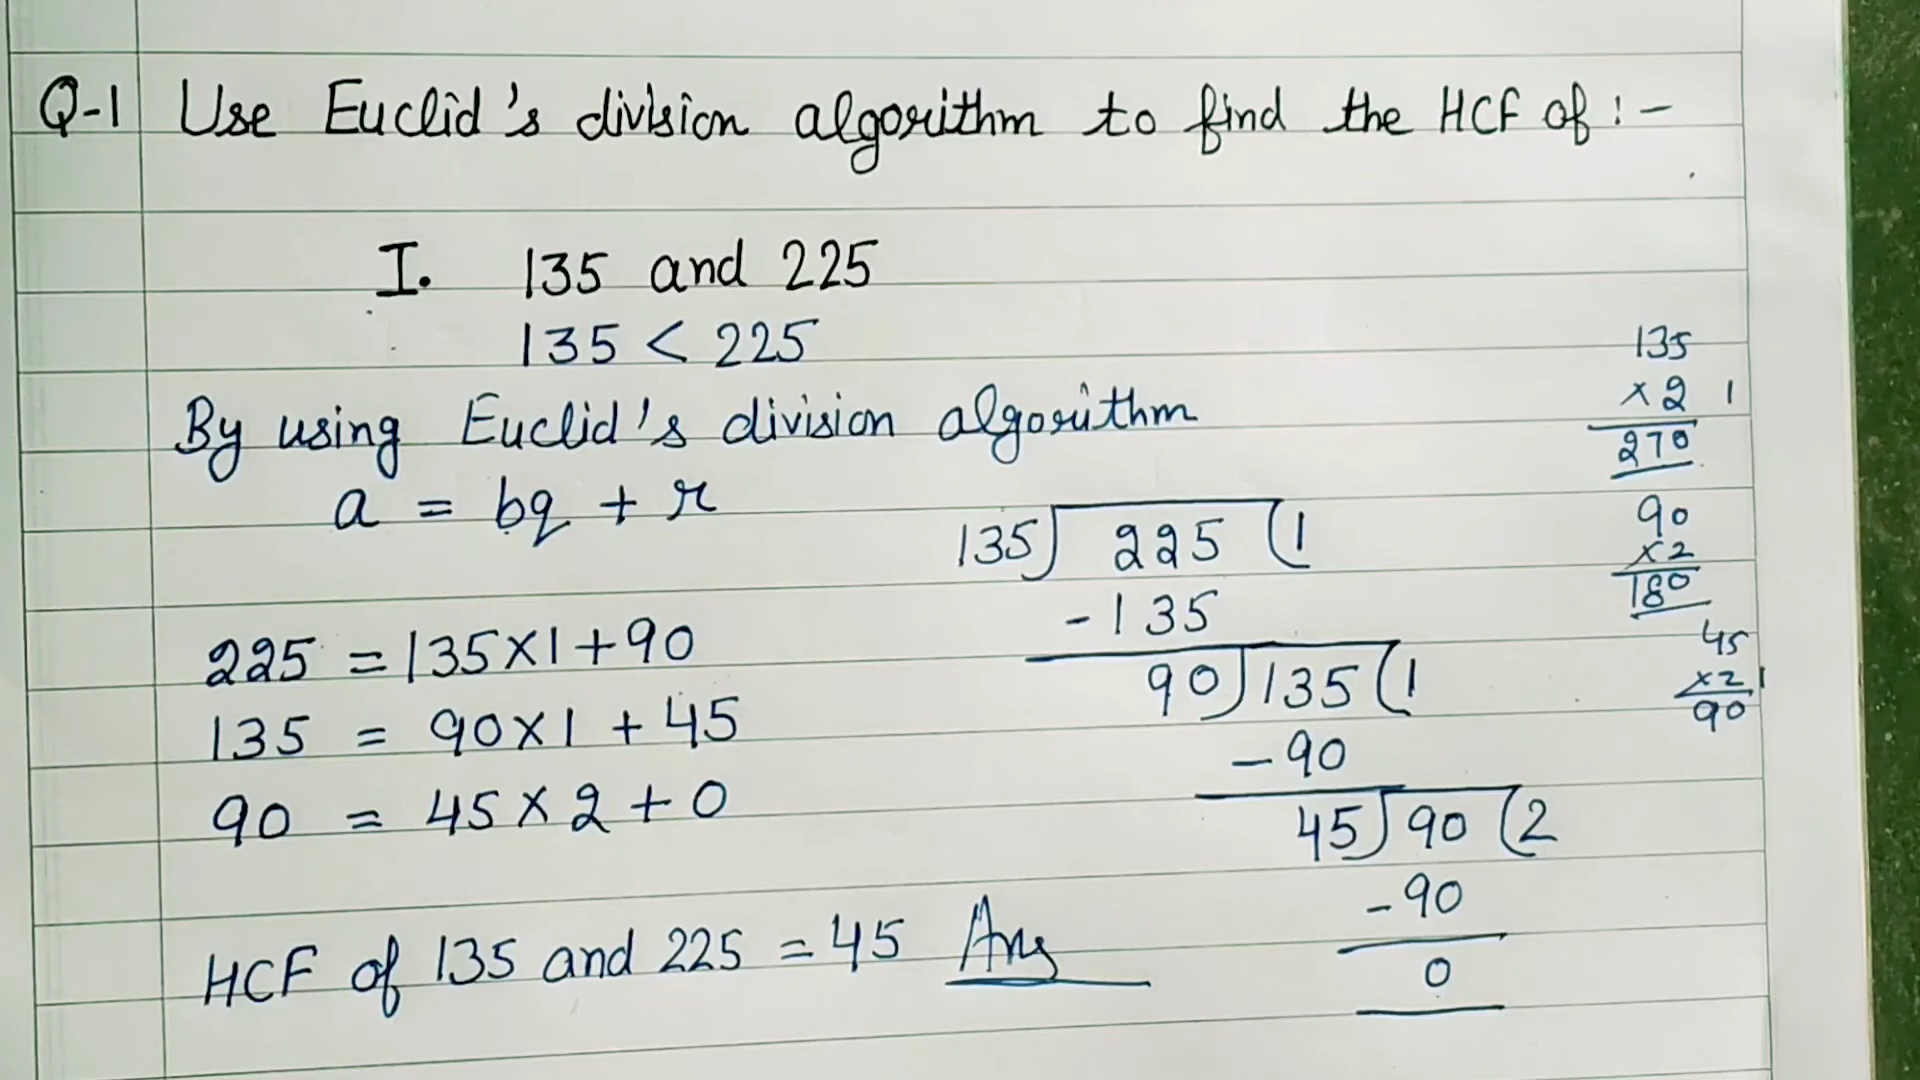 Q-1 Use Euclid's division algorithm to find the HCF of :-
I. 135 and 225
135 < 225
By using Euclid's division algorithm
a = bq + r
225 = 135×1+90
135 = 90×1 + 45
90 = 45×2+0
HCF of 135 and 225 = 45 Ans
135) 225 (1
-135
90)135(1
-90
45)90(2
-90
0
135
×2 1
270
90
×2
180
45
×2 1
90